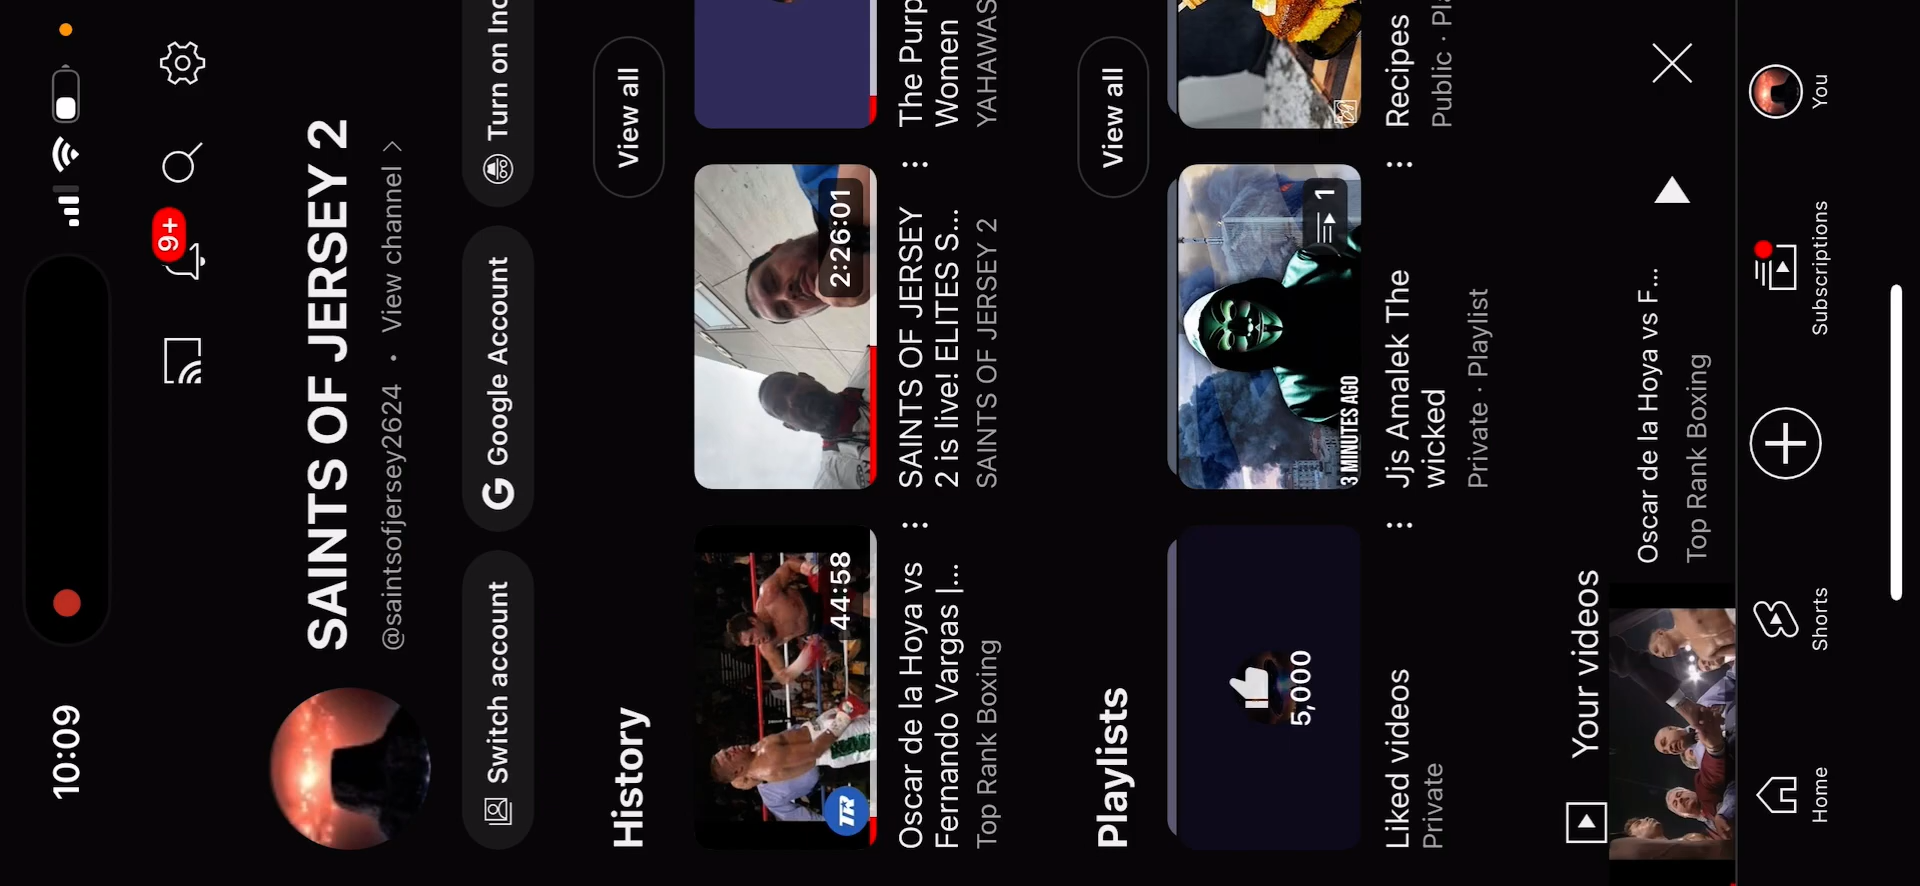 10:09
9+
SAINTS OF JERSEY 2
@saintsofjersey2624 • View channel >
Switch account
Google Account
Turn on Inc
History
View all
44:58
TR
2:26:01
Oscar de la Hoya vs
Fernando Vargas |...
Top Rank Boxing
SAINTS OF JERSEY
2 is live! ELITES S...
SAINTS OF JERSEY 2
The Purp
Women
YAHAWAS
Playlists
View all
5,000
3 MINUTES AGO
1
Liked videos
Private
Jjs Amalek The
wicked
Private · Playlist
Recipes
Public · Pla
Your videos
Oscar de la Hoya vs F...
Top Rank Boxing
Home
Shorts
Subscriptions
You